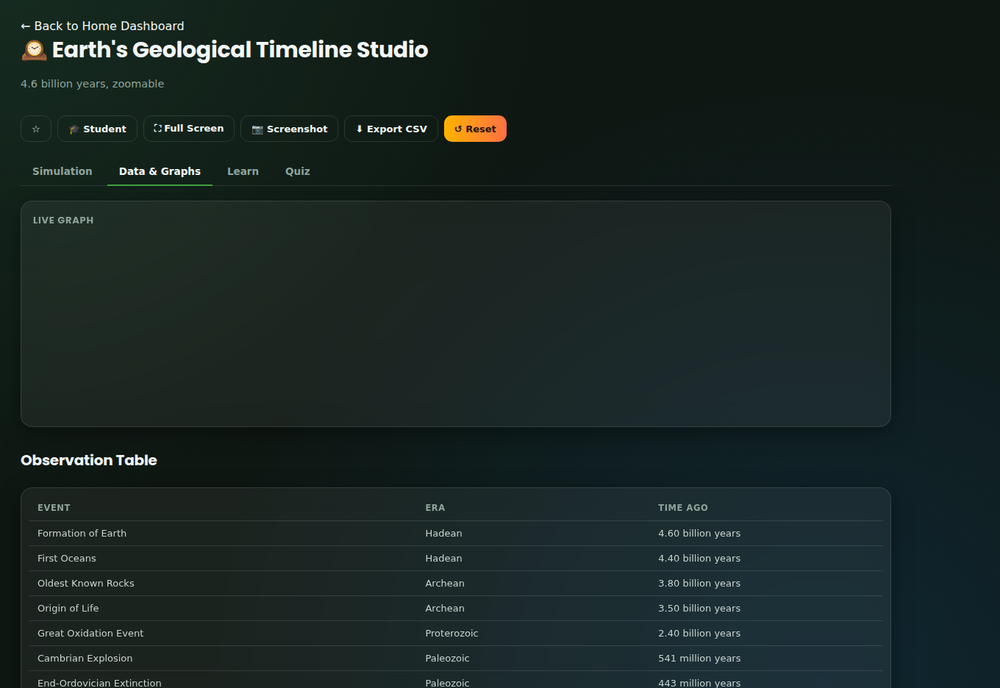 ← Back to Home Dashboard
🕰️ Earth's Geological Timeline Studio
4.6 billion years, zoomable
☆ 🎓 Student ⛶ Full Screen 📷 Screenshot ⬇ Export CSV ↺ Reset
Simulation Data & Graphs Learn Quiz
LIVE GRAPH
Observation Table
EVENT ERA TIME AGO
Formation of Earth Hadean 4.60 billion years
First Oceans Hadean 4.40 billion years
Oldest Known Rocks Archean 3.80 billion years
Origin of Life Archean 3.50 billion years
Great Oxidation Event Proterozoic 2.40 billion years
Cambrian Explosion Paleozoic 541 million years
End-Ordovician Extinction Paleozoic 443 million years